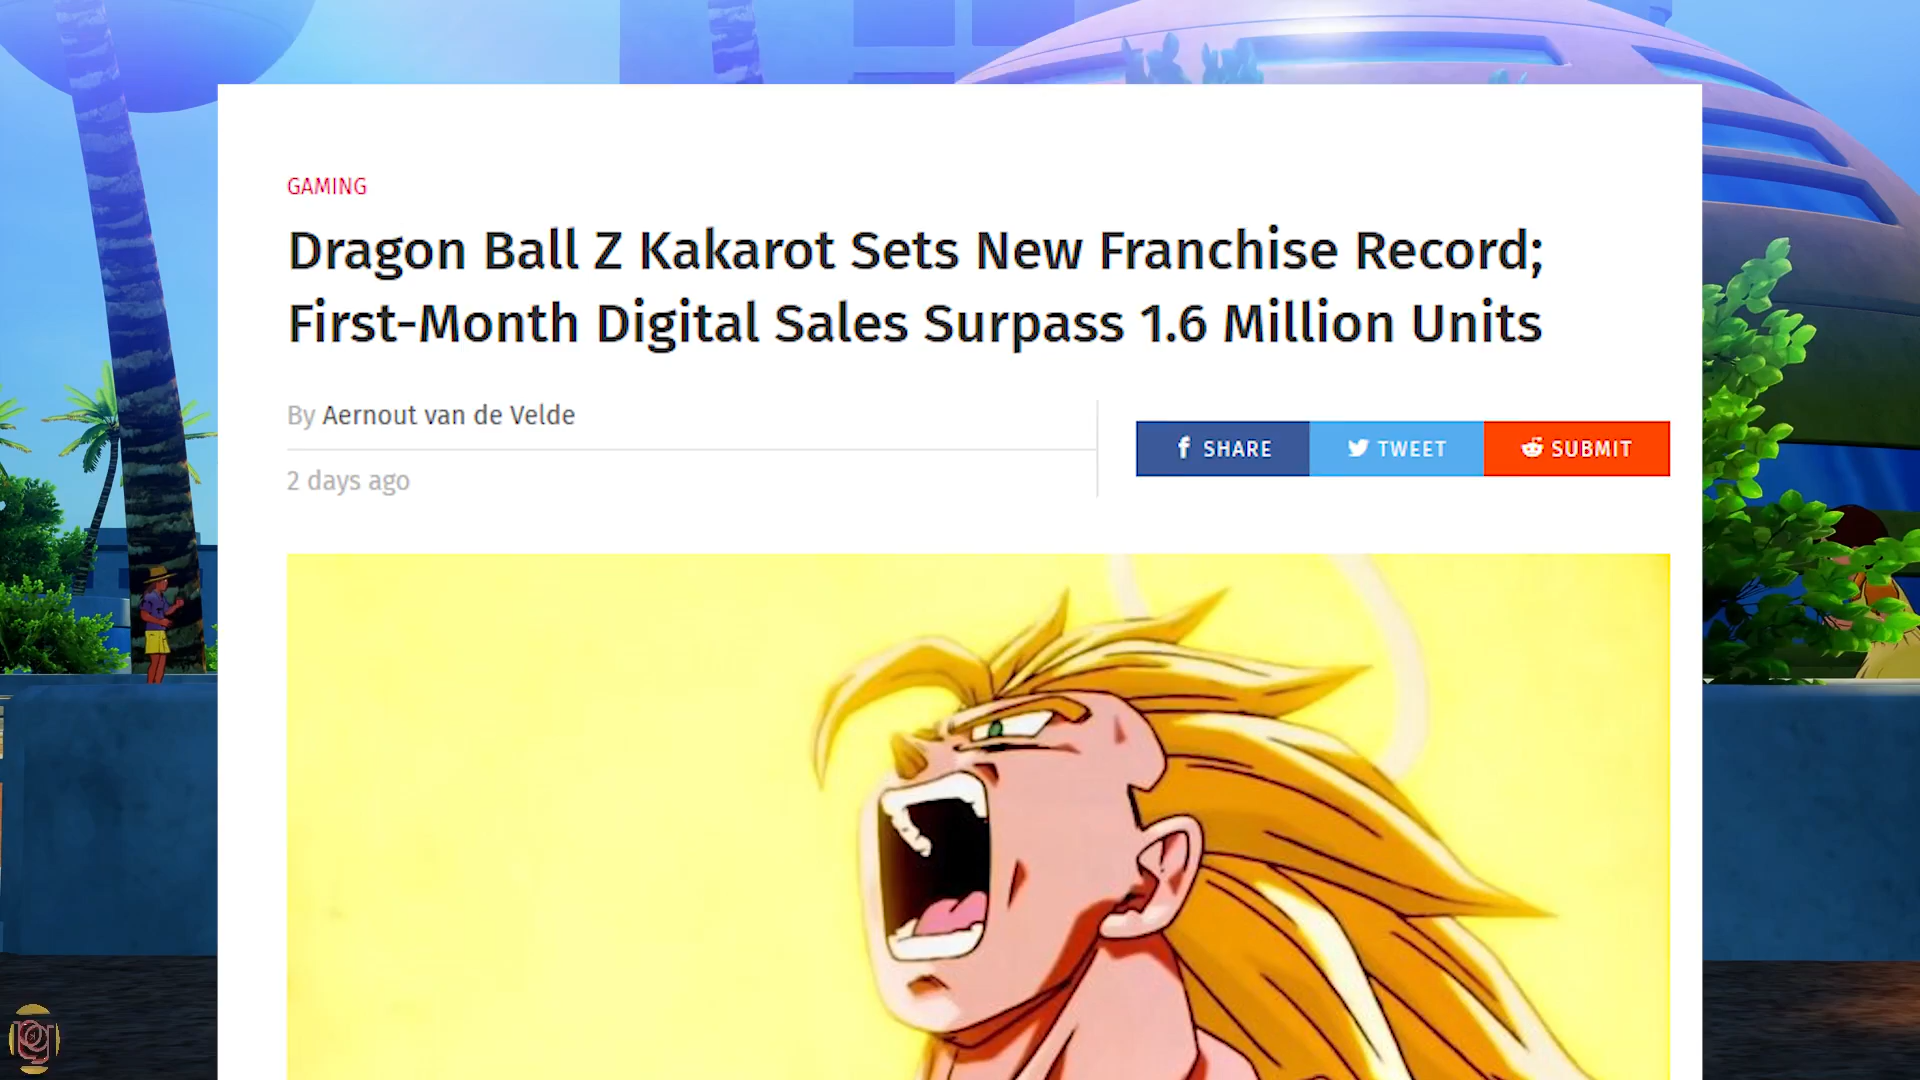 GAMING
Dragon Ball Z Kakarot Sets New Franchise Record;
First-Month Digital Sales Surpass 1.6 Million Units
By Aernout van de Velde
SHARE TWEET SUBMIT
2 days ago